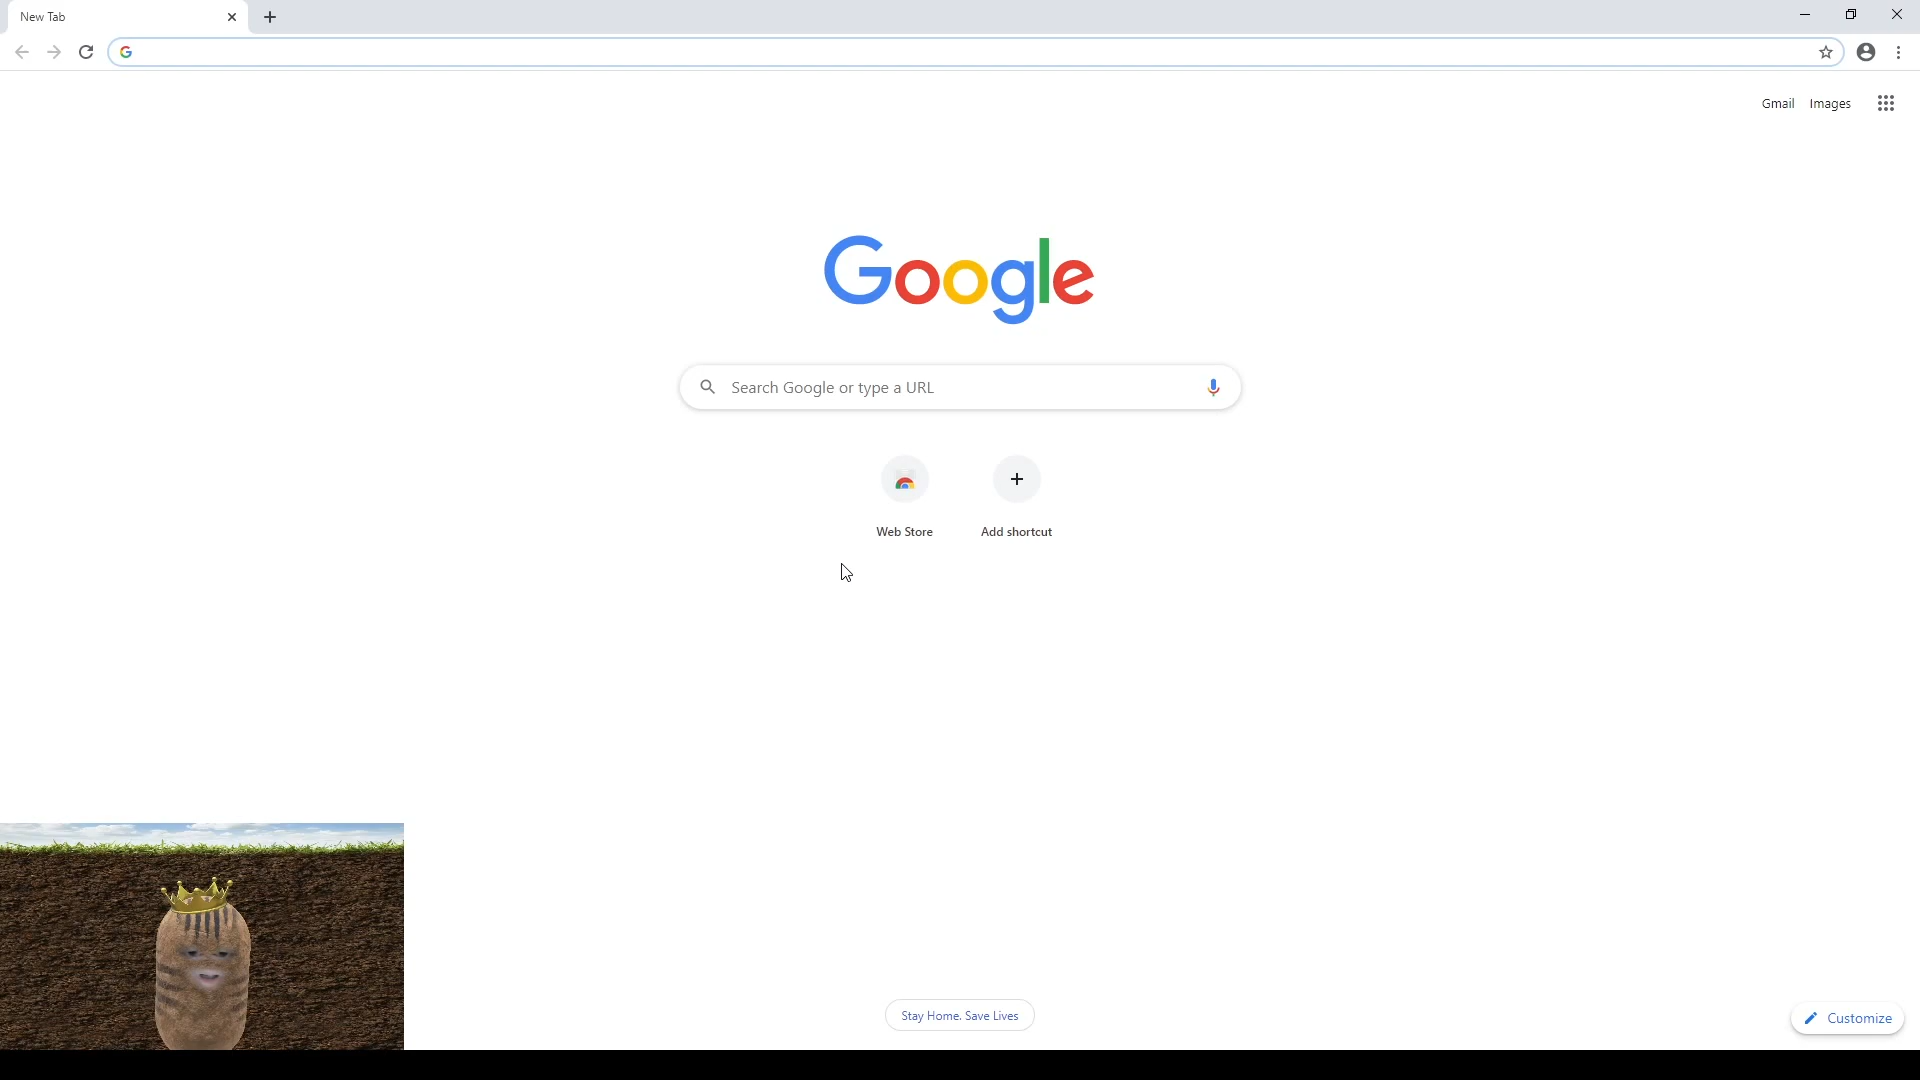 New Tab
Gmail Images
Google
Search Google or type a URL
Web Store
Add shortcut
Stay Home. Save Lives
Customize